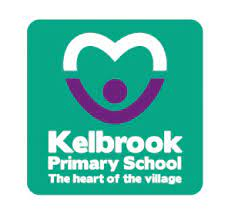 Kelbrook
Primary School
The heart of the village